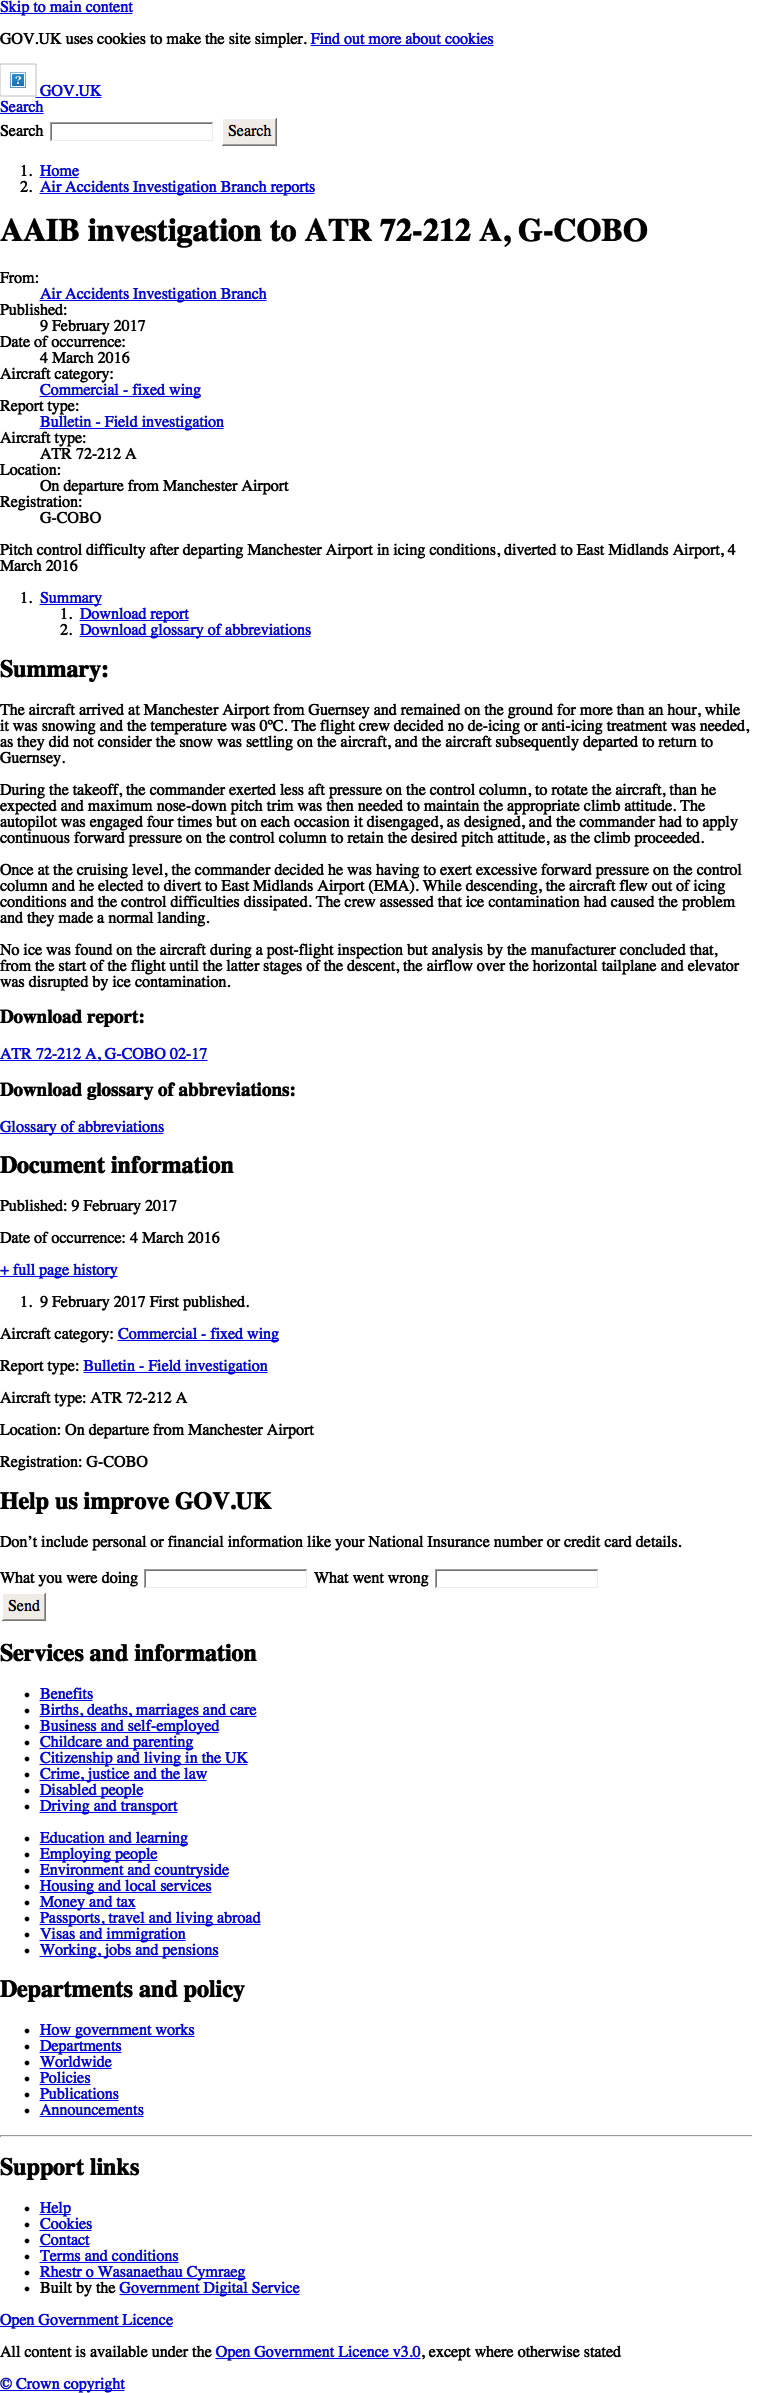 Skip to main content
GOV.UK uses cookies to make the site simpler. Find out more about cookies
GOV.UK
Search
Search Search
1. Home
2. Air Accidents Investigation Branch reports
AAIB investigation to ATR 72-212 A, G-COBO
From:
Air Accidents Investigation Branch
Published:
9 February 2017
Date of occurrence:
4 March 2016
Aircraft category:
Commercial - fixed wing
Report type:
Bulletin - Field investigation
Aircraft type:
ATR 72-212 A
Location:
On departure from Manchester Airport
Registration:
G-COBO
Pitch control difficulty after departing Manchester Airport in icing conditions, diverted to East Midlands Airport, 4
March 2016
1. Summary
1. Download report
2. Download glossary of abbreviations
Summary:
The aircraft arrived at Manchester Airport from Guernsey and remained on the ground for more than an hour, while
it was snowing and the temperature was 0ºC. The flight crew decided no de-icing or anti-icing treatment was needed,
as they did not consider the snow was settling on the aircraft, and the aircraft subsequently departed to return to
Guernsey.
During the takeoff, the commander exerted less aft pressure on the control column, to rotate the aircraft, than he
expected and maximum nose-down pitch trim was then needed to maintain the appropriate climb attitude. The
autopilot was engaged four times but on each occasion it disengaged, as designed, and the commander had to apply
continuous forward pressure on the control column to retain the desired pitch attitude, as the climb proceeded.
Once at the cruising level, the commander decided he was having to exert excessive forward pressure on the control
column and he elected to divert to East Midlands Airport (EMA). While descending, the aircraft flew out of icing
conditions and the control difficulties dissipated. The crew assessed that ice contamination had caused the problem
and they made a normal landing.
No ice was found on the aircraft during a post-flight inspection but analysis by the manufacturer concluded that,
from the start of the flight until the latter stages of the descent, the airflow over the horizontal tailplane and elevator
was disrupted by ice contamination.
Download report:
ATR 72-212 A, G-COBO 02-17
Download glossary of abbreviations:
Glossary of abbreviations
Document information
Published: 9 February 2017
Date of occurrence: 4 March 2016
+ full page history
1. 9 February 2017 First published.
Aircraft category: Commercial - fixed wing
Report type: Bulletin - Field investigation
Aircraft type: ATR 72-212 A
Location: On departure from Manchester Airport
Registration: G-COBO
Help us improve GOV.UK
Don’t include personal or financial information like your National Insurance number or credit card details.
What you were doing What went wrong
Send
Services and information
• Benefits
• Births, deaths, marriages and care
• Business and self-employed
• Childcare and parenting
• Citizenship and living in the UK
• Crime, justice and the law
• Disabled people
• Driving and transport
• Education and learning
• Employing people
• Environment and countryside
• Housing and local services
• Money and tax
• Passports, travel and living abroad
• Visas and immigration
• Working, jobs and pensions
Departments and policy
• How government works
• Departments
• Worldwide
• Policies
• Publications
• Announcements
Support links
• Help
• Cookies
• Contact
• Terms and conditions
• Rhestr o Wasanaethau Cymraeg
• Built by the Government Digital Service
Open Government Licence
All content is available under the Open Government Licence v3.0, except where otherwise stated
© Crown copyright